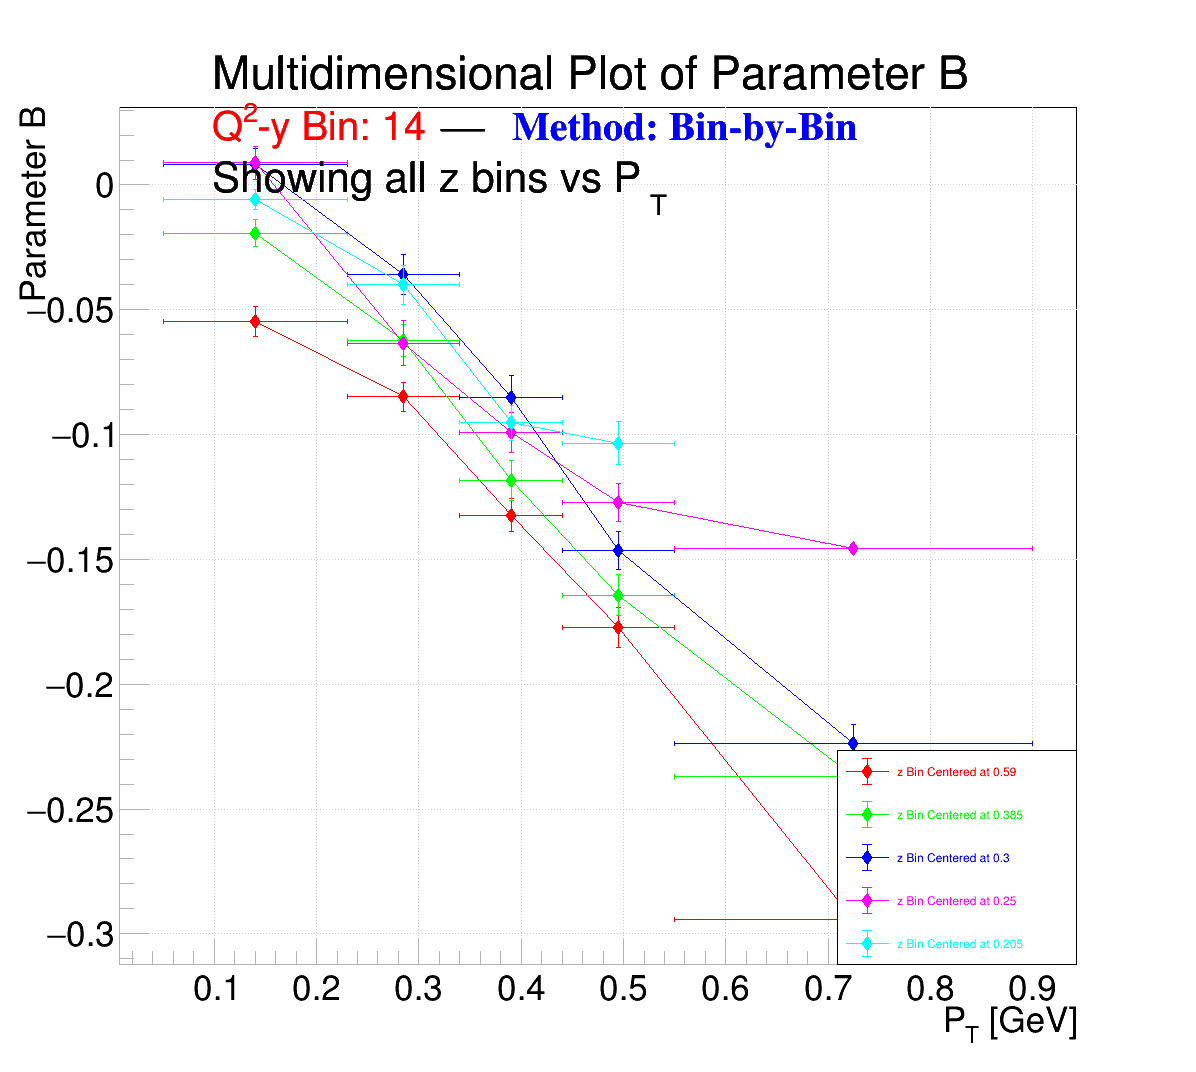 Multidimensional Plot of Parameter B
Q²-y Bin: 14 — Method: Bin-by-Bin
Showing all z bins vs P_T
Parameter B
0
−0.05
−0.1
−0.15
−0.2
−0.25
−0.3
z Bin Centered at 0.59
z Bin Centered at 0.385
z Bin Centered at 0.3
z Bin Centered at 0.25
z Bin Centered at 0.205
0.1 0.2 0.3 0.4 0.5 0.6 0.7 0.8 0.9
P_T [GeV]